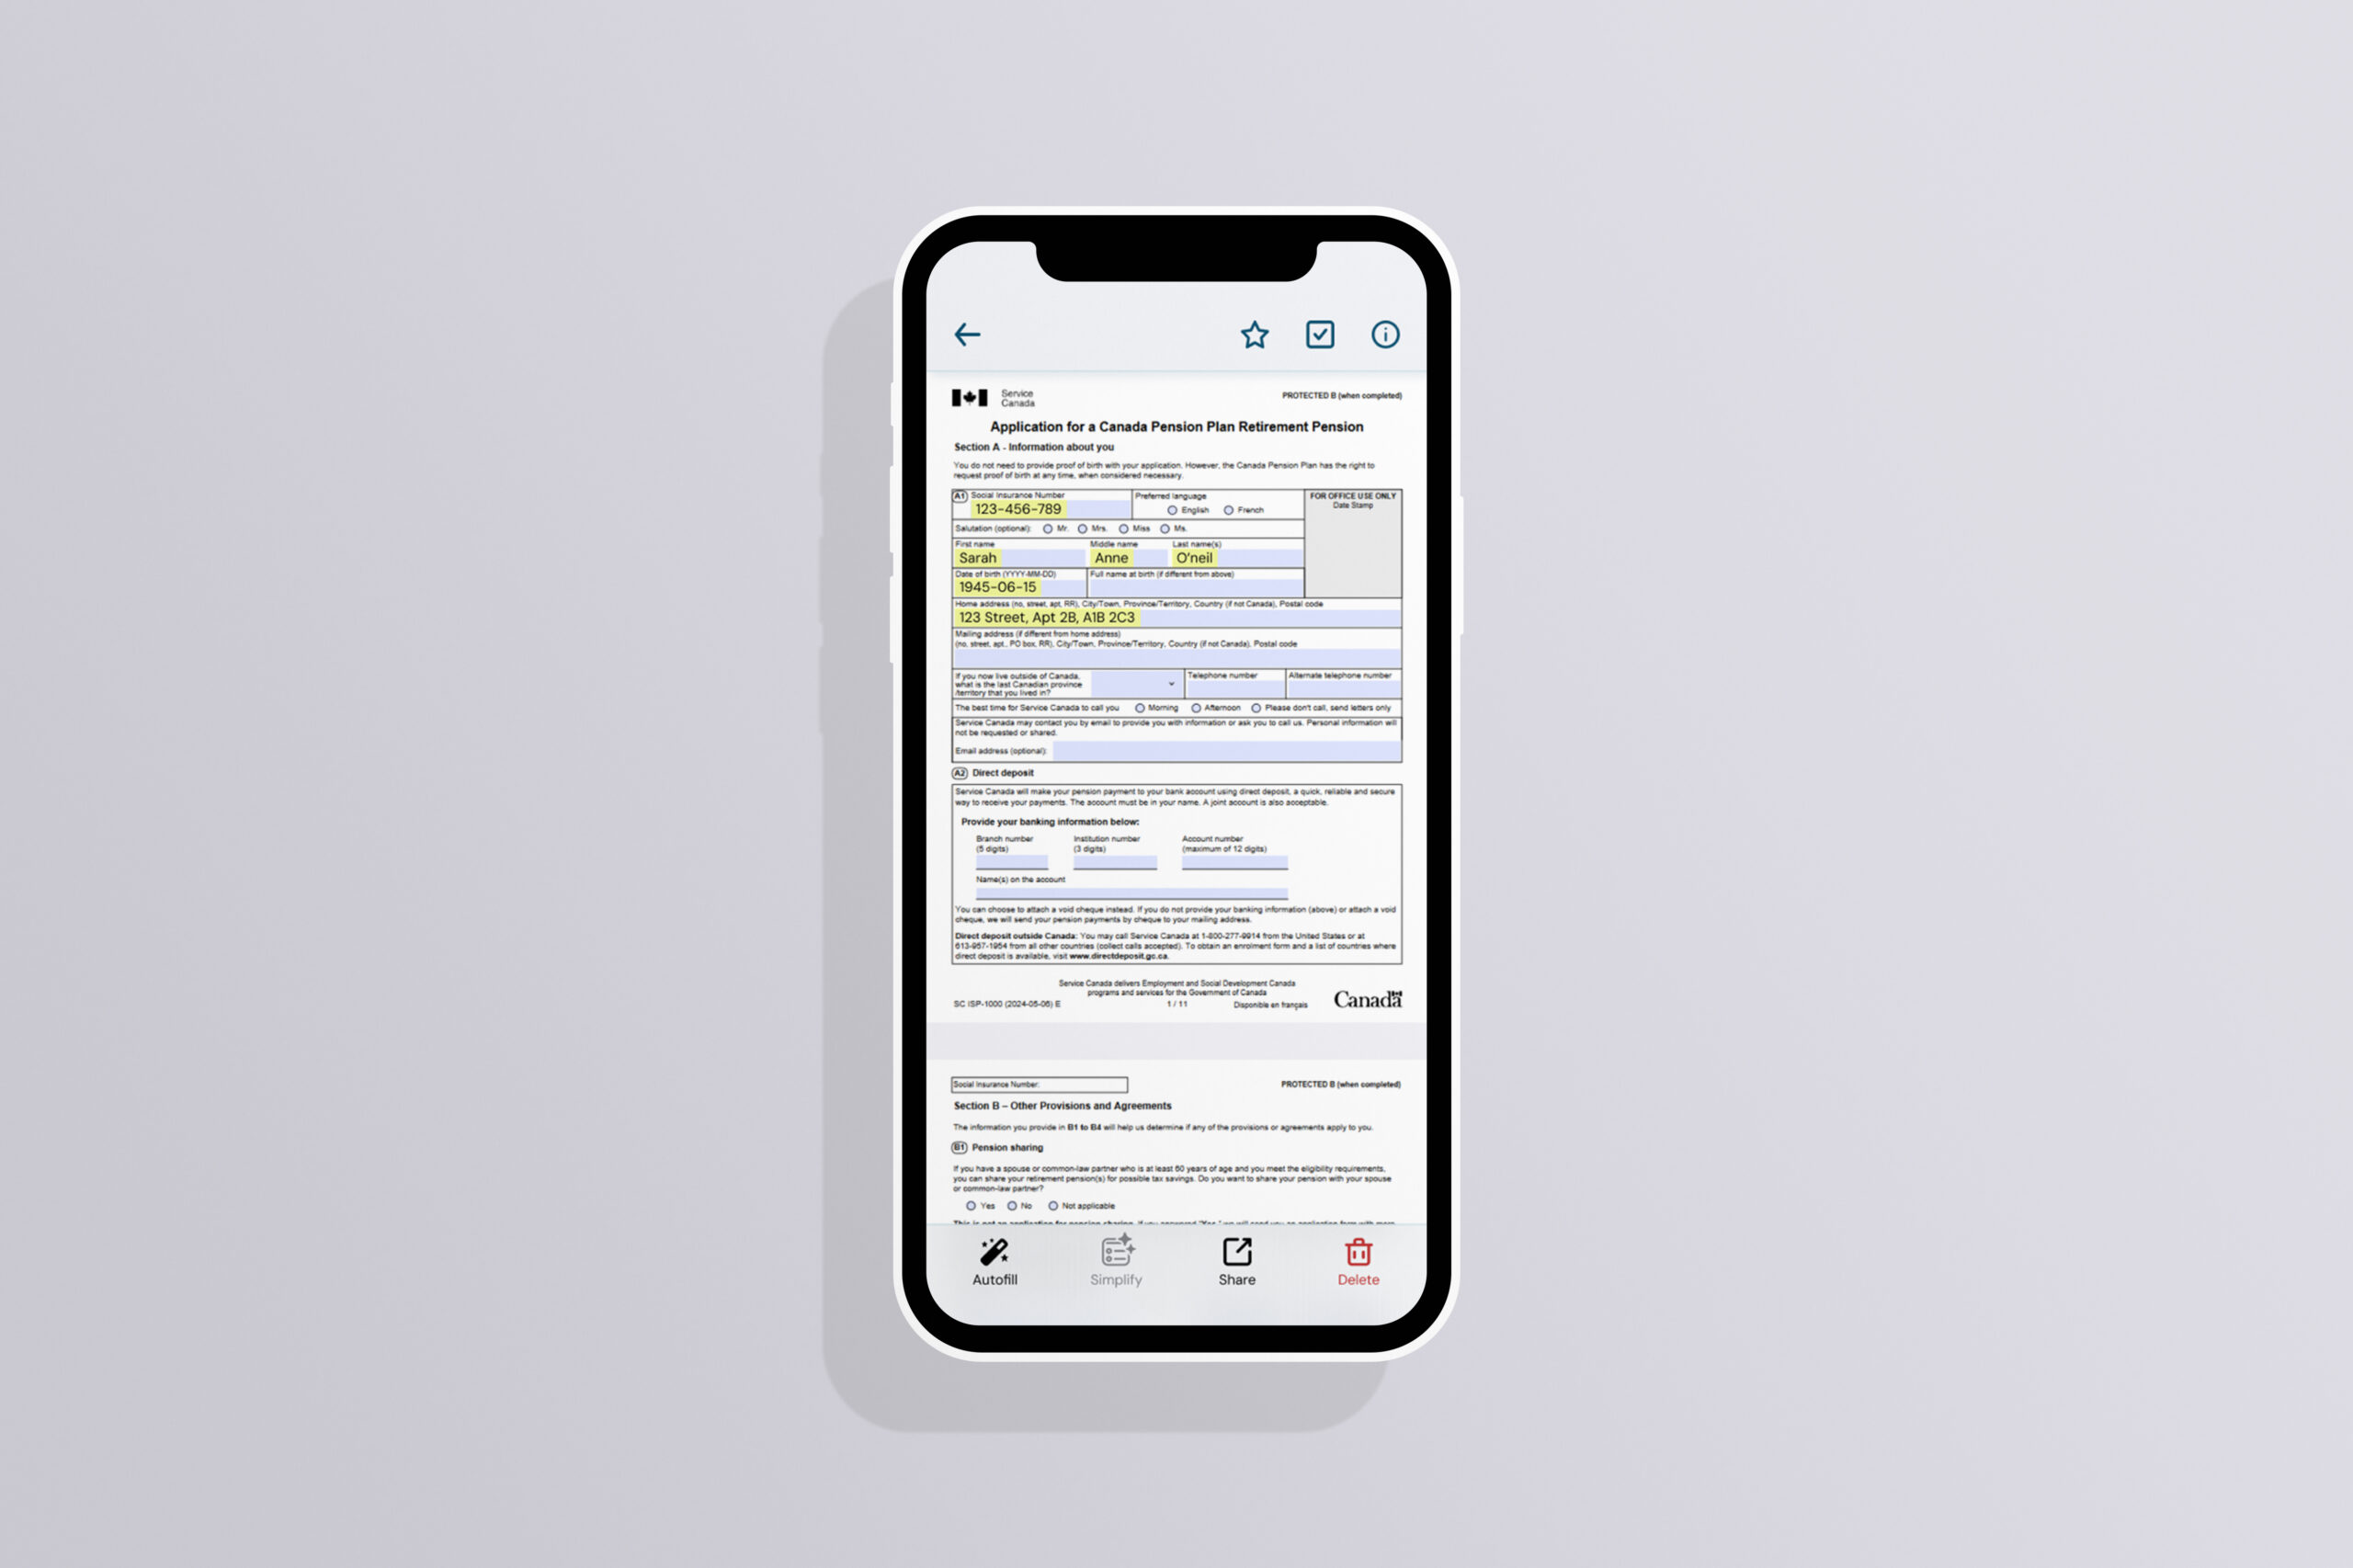 Service
Canada
PROTECTED B (when completed)
Application for a Canada Pension Plan Retirement Pension
Section A - Information about you
You do not need to provide proof of birth with your application. However, the Canada Pension Plan has the right to
request proof of birth at any time, when considered necessary.
A1 Social Insurance Number
123-456-789
Preferred language
English French
FOR OFFICE USE ONLY
Date Stamp
Salutation (optional): Mr. Mrs. Miss Ms.
First name Middle name Last name(s)
Sarah Anne O'neil
Date of birth (YYYY-MM-DD) Full name at birth (if different from above)
1945-06-15
Home address (no, street, apt, RR), City/Town, Province/Territory, Country (if not Canada), Postal code
123 Street, Apt 2B, A1B 2C3
Mailing address (if different from home address)
(no, street, apt., PO box, RR), City/Town, Province/Territory, Country (if not Canada), Postal code
If you now live outside of Canada,
what is the last Canadian province
/territory that you lived in?
Telephone number Alternate telephone number
The best time for Service Canada to call you Morning Afternoon Please don't call, send letters only
Service Canada may contact you by email to provide you with information or ask you to call us. Personal information will
not be requested or shared.
Email address (optional):
A2 Direct deposit
Service Canada will make your pension payment to your bank account using direct deposit, a quick, reliable and secure
way to receive your payments. The account must be in your name. A joint account is also acceptable.
Provide your banking information below:
Branch number Institution number Account number
(5 digits) (3 digits) (maximum of 12 digits)
Name(s) on the account
You can choose to attach a void cheque instead. If you do not provide your banking information (above) or attach a void
cheque, we will send your pension payments by cheque to your mailing address.
Direct deposit outside Canada: You may call Service Canada at 1-800-277-9914 from the United States or at
613-957-1954 from all other countries (collect calls accepted). To obtain an enrolment form and a list of countries where
direct deposit is available, visit www.directdeposit.gc.ca.
Service Canada delivers Employment and Social Development Canada
programs and services for the Government of Canada
SC ISP-1000 (2024-05-06) E 1 / 11 Disponible en français Canada
Social Insurance Number: PROTECTED B (when completed)
Section B – Other Provisions and Agreements
The information you provide in B1 to B4 will help us determine if any of the provisions or agreements apply to you.
B1 Pension sharing
If you have a spouse or common-law partner who is at least 60 years of age and you meet the eligibility requirements,
you can share your retirement pension(s) for possible tax savings. Do you want to share your pension with your spouse
or common-law partner?
Yes No Not applicable
This is not an application for pension sharing. If you answered "Yes," we will send you an application form with more
Autofill Simplify Share Delete